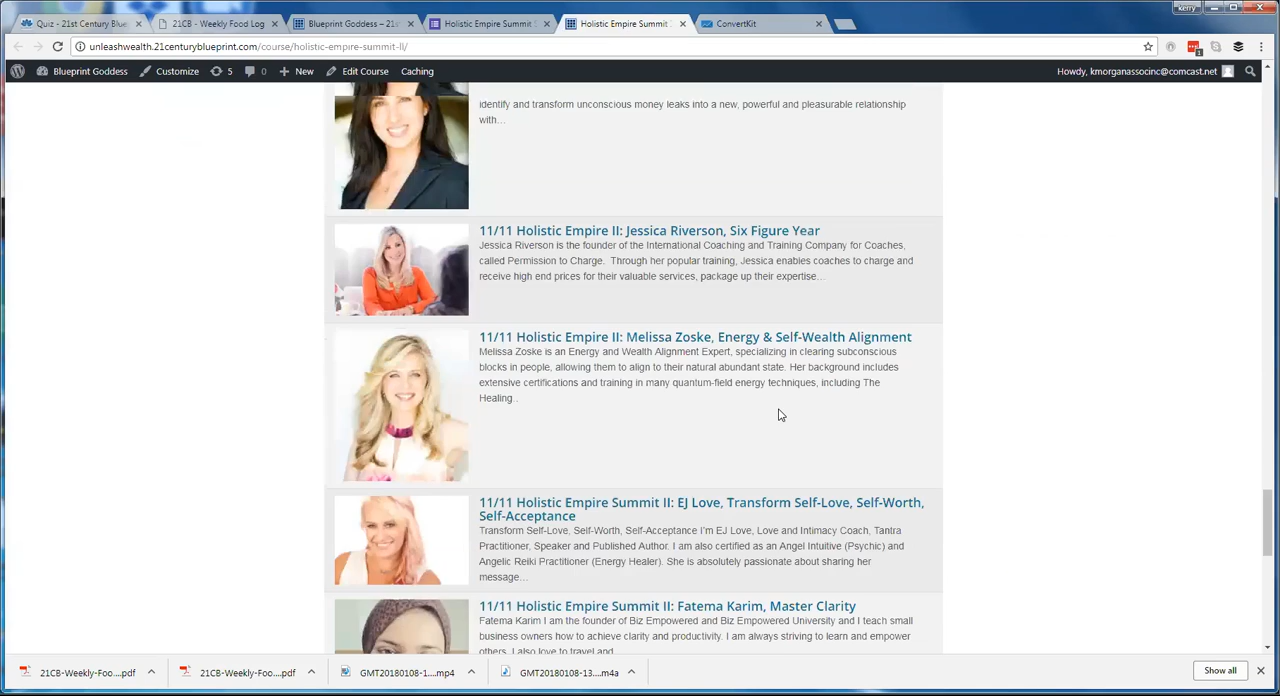 Quiz - 21st Century Blue
21CB - Weekly Food Log
Blueprint Goddess – 21s
Holistic Empire Summit
Holistic Empire Summit
ConvertKit
kerry
unleashwealth.21centuryblueprint.com/course/holistic-empire-summit-ll/
Blueprint Goddess
Customize
5
0
New
Edit Course
Caching
Howdy, kmorganassocinc@comcast.net
identify and transform unconscious money leaks into a new, powerful and pleasurable relationship
with…
11/11 Holistic Empire II: Jessica Riverson, Six Figure Year
Jessica Riverson is the founder of the International Coaching and Training Company for Coaches,
called Permission to Charge. Through her popular training, Jessica enables coaches to charge and
receive high end prices for their valuable services, package up their expertise…
11/11 Holistic Empire II: Melissa Zoske, Energy & Self-Wealth Alignment
Melissa Zoske is an Energy and Wealth Alignment Expert, specializing in clearing subconscious
blocks in people, allowing them to align to their natural abundant state. Her background includes
extensive certifications and training in many quantum-field energy techniques, including The
Healing..
11/11 Holistic Empire Summit II: EJ Love, Transform Self-Love, Self-Worth,
Self-Acceptance
Transform Self-Love, Self-Worth, Self-Acceptance I'm EJ Love, Love and Intimacy Coach, Tantra
Practitioner, Speaker and Published Author. I am also certified as an Angel Intuitive (Psychic) and
Angelic Reiki Practitioner (Energy Healer). She is absolutely passionate about sharing her
message…
11/11 Holistic Empire Summit II: Fatema Karim, Master Clarity
Fatema Karim I am the founder of Biz Empowered and Biz Empowered University and I teach small
business owners how to achieve clarity and productivity. I am always striving to learn and empower
others. I also love to travel and
21CB-Weekly-Foo....pdf
21CB-Weekly-Foo....pdf
GMT20180108-1....mp4
GMT20180108-13....m4a
Show all